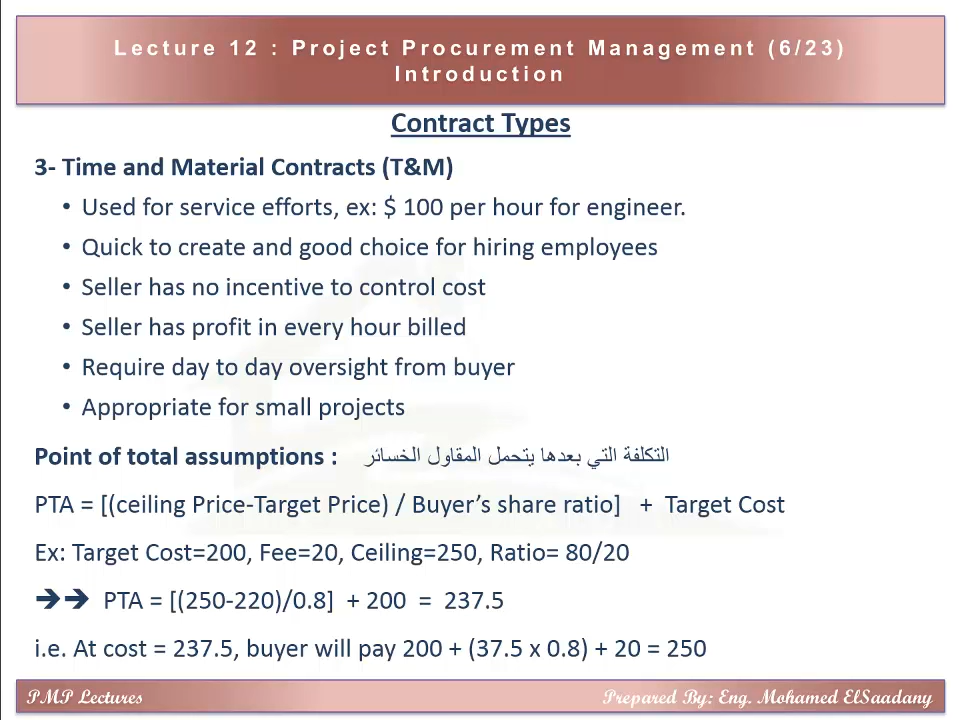 Lecture 12 : Project Procurement Management (6/23)
Introduction
Contract Types
3- Time and Material Contracts (T&M)
• Used for service efforts, ex: $ 100 per hour for engineer.
• Quick to create and good choice for hiring employees
• Seller has no incentive to control cost
• Seller has profit in every hour billed
• Require day to day oversight from buyer
• Appropriate for small projects
Point of total assumptions : التكلفة التي بعدها يتحمل المقاول الخسائر
PTA = [(ceiling Price-Target Price) / Buyer’s share ratio] + Target Cost
Ex: Target Cost=200, Fee=20, Ceiling=250, Ratio= 80/20
➔➔ PTA = [(250-220)/0.8] + 200 = 237.5
i.e. At cost = 237.5, buyer will pay 200 + (37.5 x 0.8) + 20 = 250
PMP Lectures Prepared By: Eng. Mohamed ElSaadany